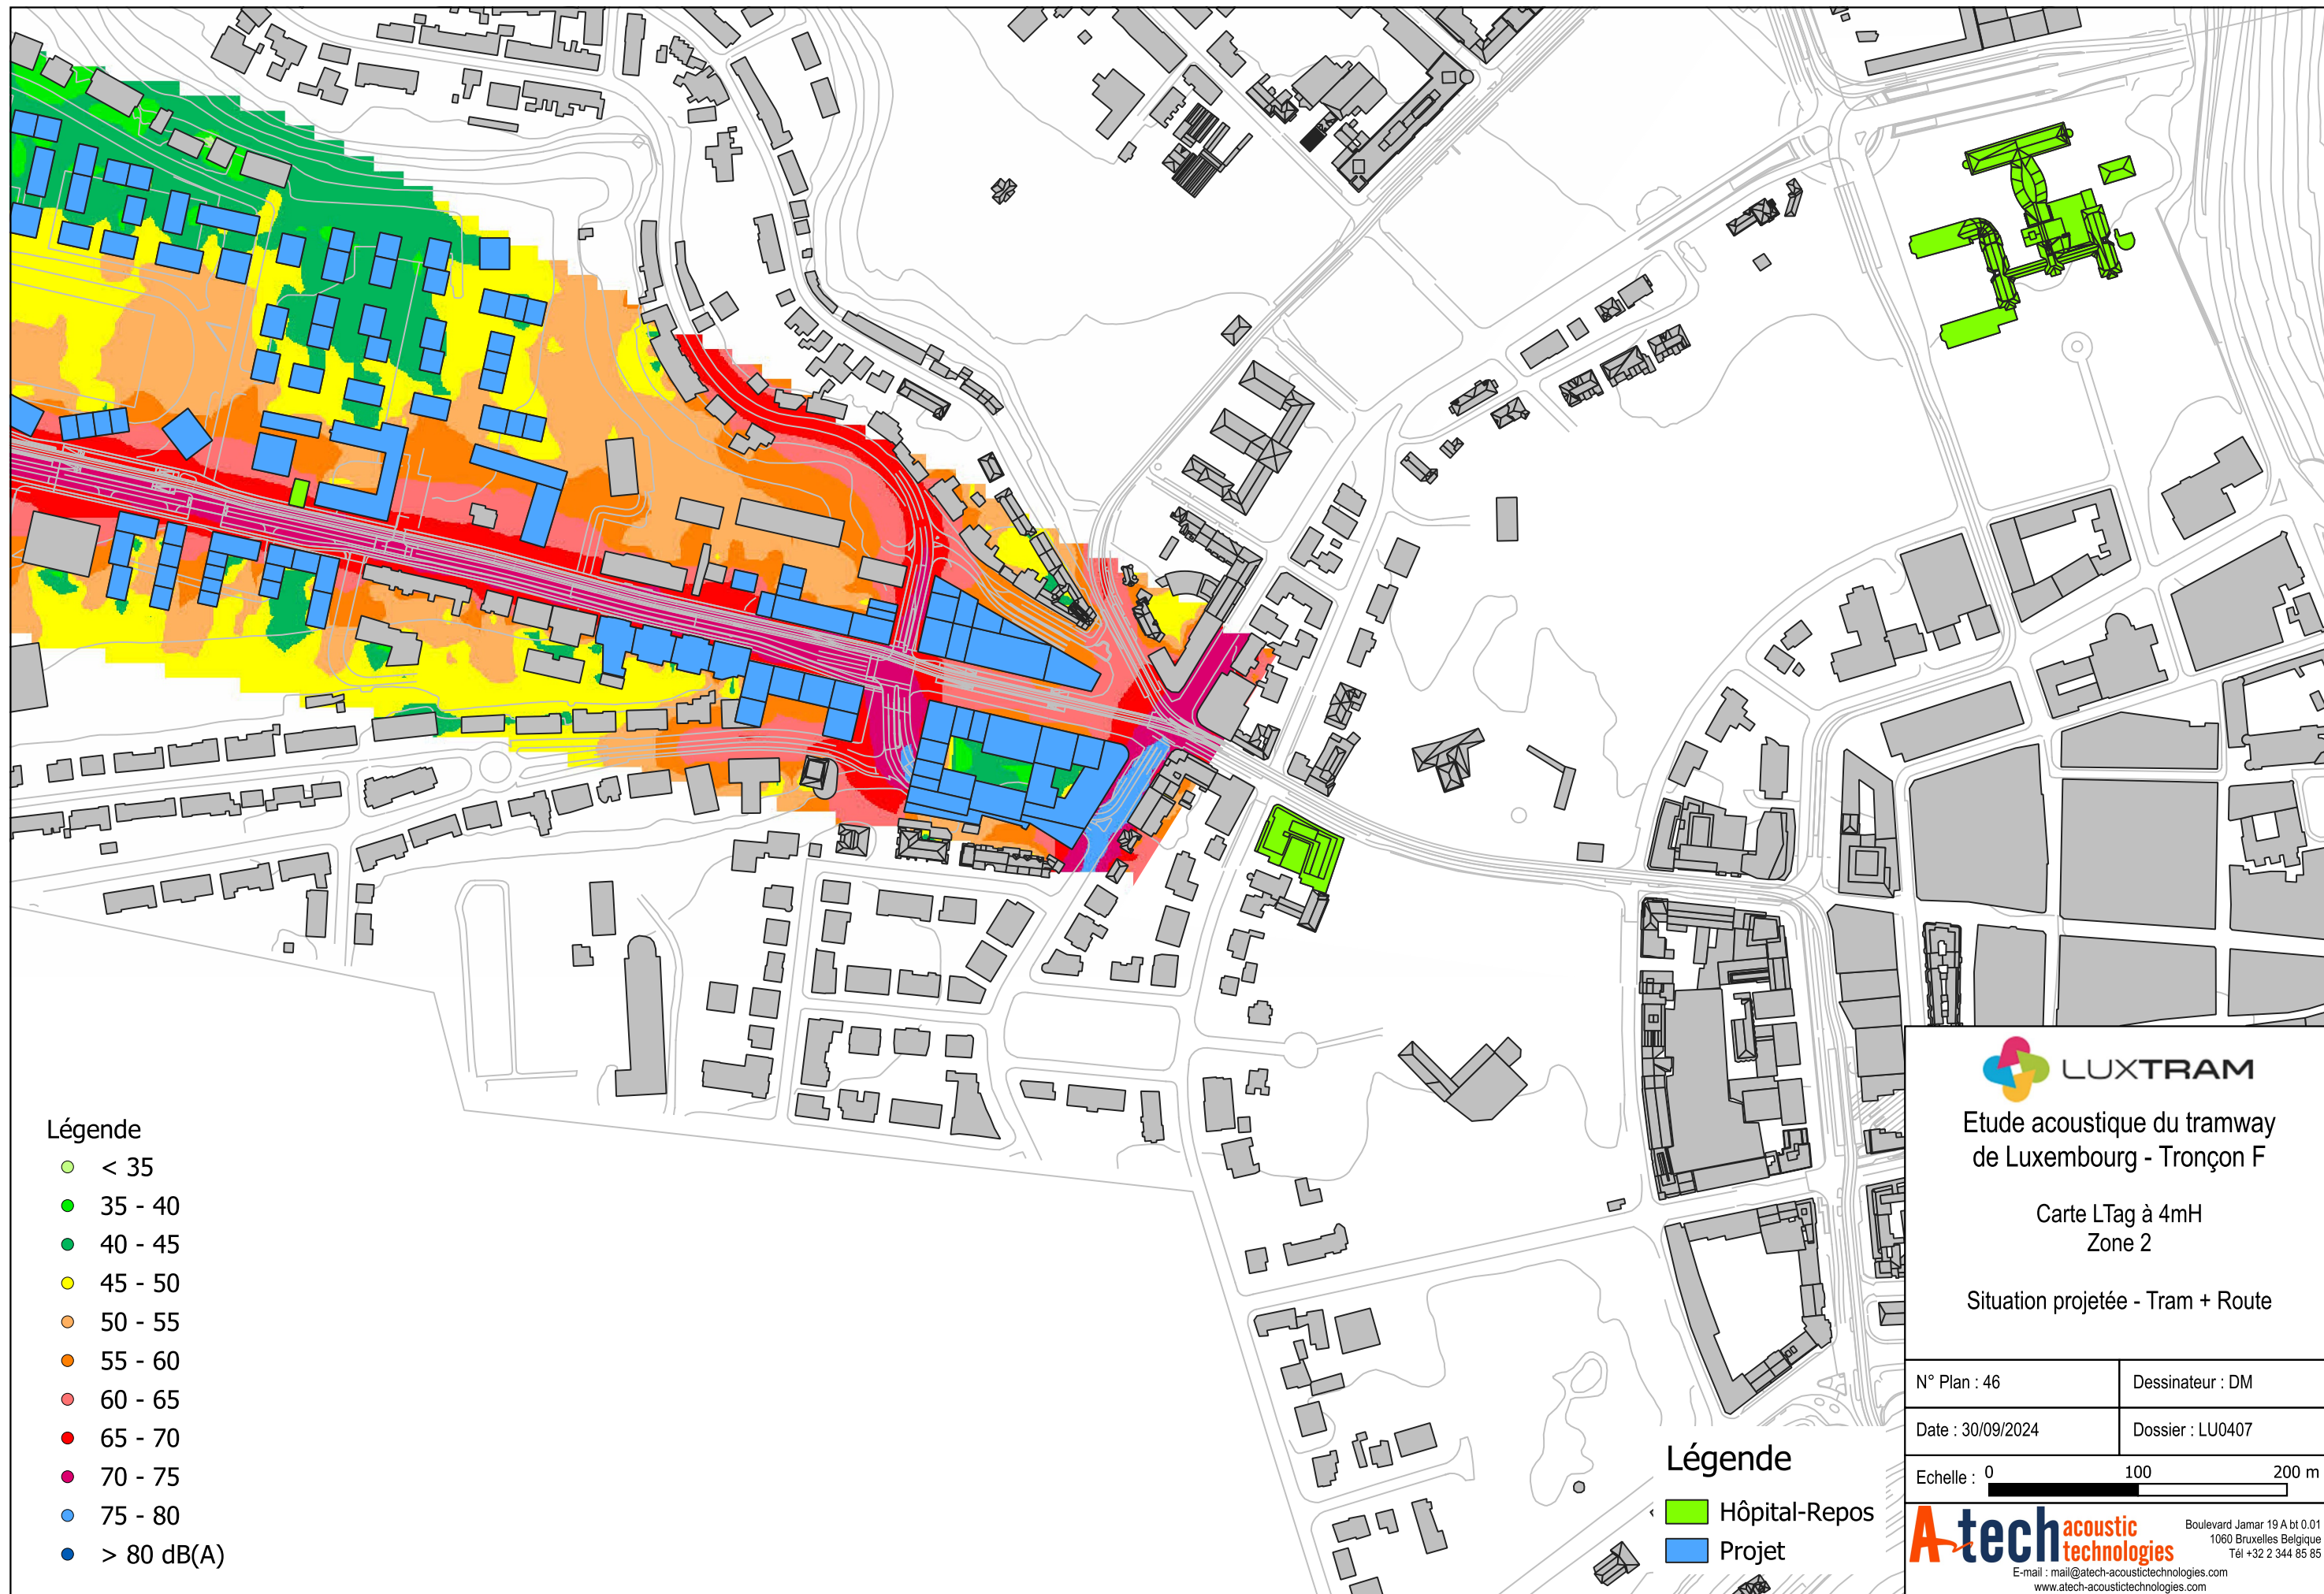 Légende
< 35
35 - 40
40 - 45
45 - 50
50 - 55
55 - 60
60 - 65
65 - 70
70 - 75
75 - 80
> 80 dB(A)
Légende
Hôpital-Repos
Projet
LUXTRAM
Etude acoustique du tramway
de Luxembourg - Tronçon F
Carte LTag à 4mH
Zone 2
Situation projetée - Tram + Route
N° Plan : 46
Dessinateur : DM
Date : 30/09/2024
Dossier : LU0407
Echelle : 0 100 200 m
A-tech acoustic technologies
Boulevard Jamar 19 A bt 0.01
1060 Bruxelles Belgique
Tél +32 2 344 85 85
E-mail : mail@atech-acoustictechnologies.com
www.atech-acoustictechnologies.com